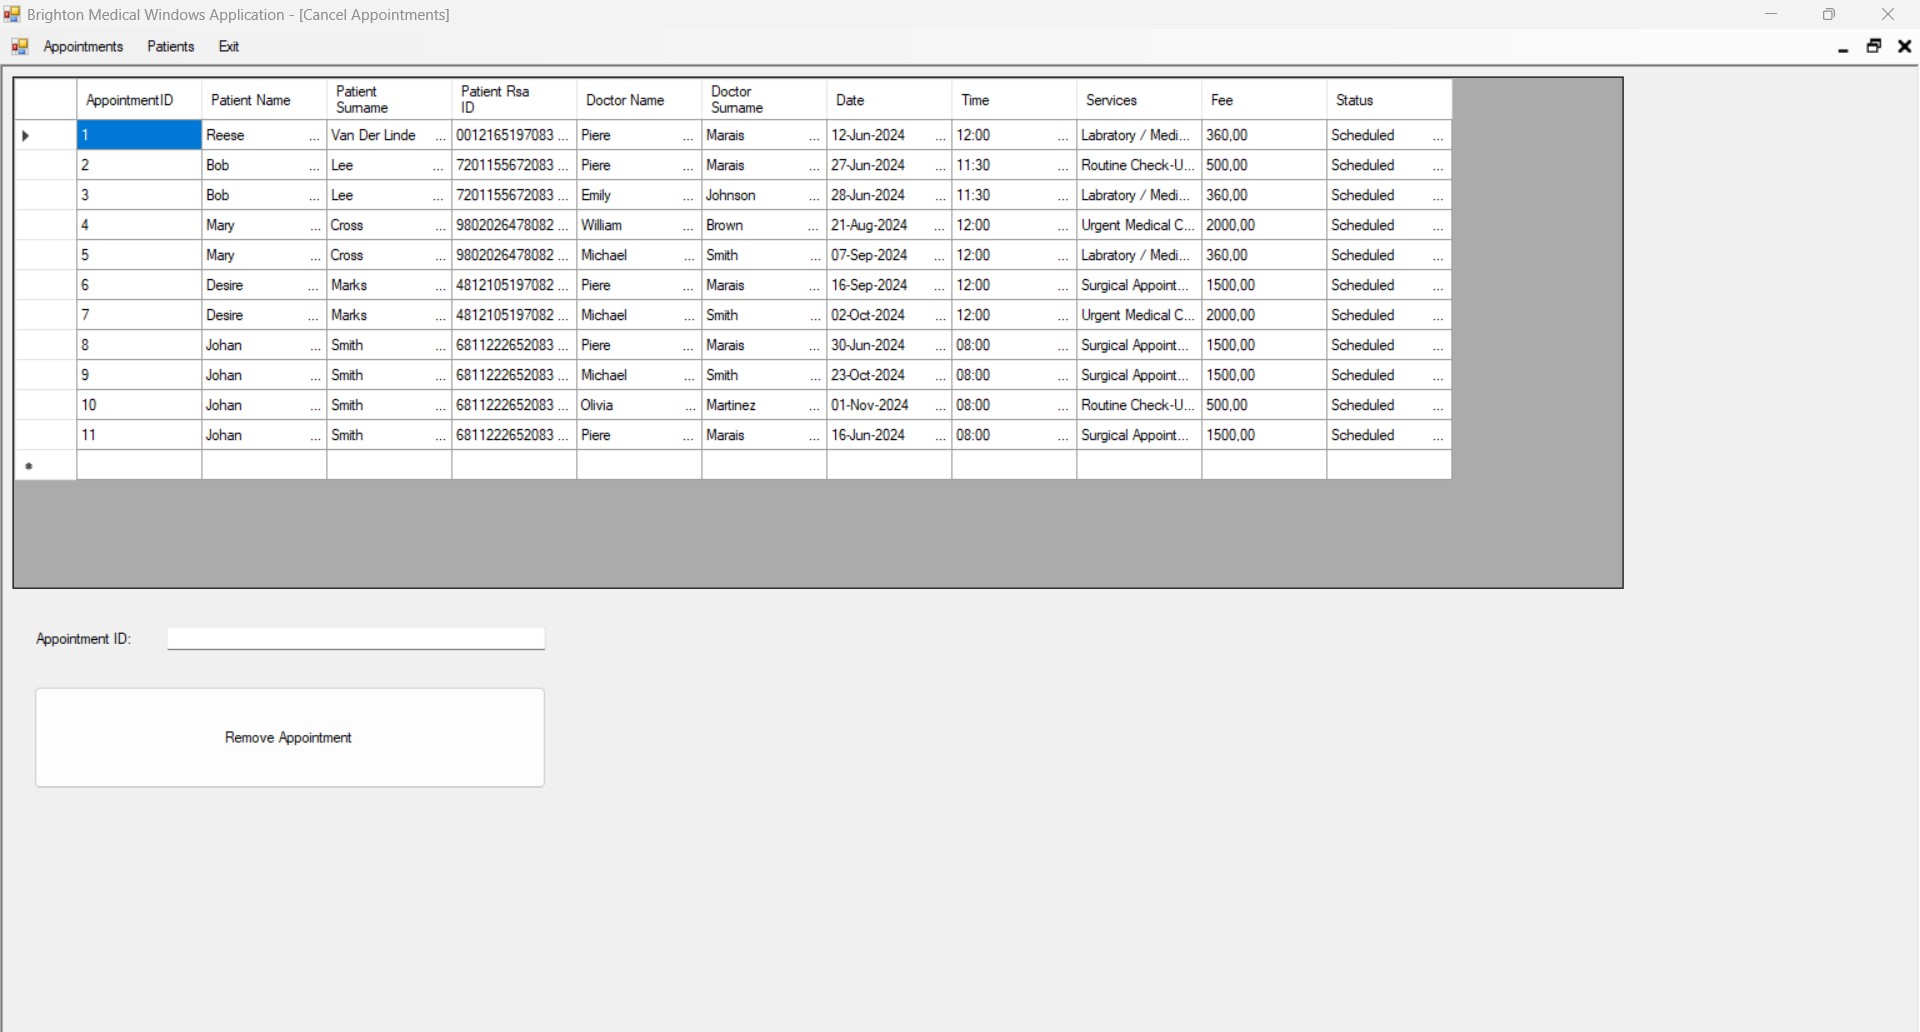 Brighton Medical Windows Application - [Cancel Appointments]
Appointments Patients Exit
AppointmentID Patient Name Patient Surname Patient Rsa ID Doctor Name Doctor Surname Date Time Services Fee Status
1 Reese ... Van Der Linde ... 0012165197083 ... Piere ... Marais ... 12-Jun-2024 ... 12:00 ... Labratory / Medi... 360,00 Scheduled ...
2 Bob ... Lee ... 7201155672083 ... Piere ... Marais ... 27-Jun-2024 ... 11:30 ... Routine Check-U... 500,00 Scheduled ...
3 Bob ... Lee ... 7201155672083 ... Emily ... Johnson ... 28-Jun-2024 ... 11:30 ... Labratory / Medi... 360,00 Scheduled ...
4 Mary ... Cross ... 9802026478082 ... William ... Brown ... 21-Aug-2024 ... 12:00 ... Urgent Medical C... 2000,00 Scheduled ...
5 Mary ... Cross ... 9802026478082 ... Michael ... Smith ... 07-Sep-2024 ... 12:00 ... Labratory / Medi... 360,00 Scheduled ...
6 Desire ... Marks ... 4812105197082 ... Piere ... Marais ... 16-Sep-2024 ... 12:00 ... Surgical Appoint... 1500,00 Scheduled ...
7 Desire ... Marks ... 4812105197082 ... Michael ... Smith ... 02-Oct-2024 ... 12:00 ... Urgent Medical C... 2000,00 Scheduled ...
8 Johan ... Smith ... 6811222652083 ... Piere ... Marais ... 30-Jun-2024 ... 08:00 ... Surgical Appoint... 1500,00 Scheduled ...
9 Johan ... Smith ... 6811222652083 ... Michael ... Smith ... 23-Oct-2024 ... 08:00 ... Surgical Appoint... 1500,00 Scheduled ...
10 Johan ... Smith ... 6811222652083 ... Olivia ... Martinez ... 01-Nov-2024 ... 08:00 ... Routine Check-U... 500,00 Scheduled ...
11 Johan ... Smith ... 6811222652083 ... Piere ... Marais ... 16-Jun-2024 ... 08:00 ... Surgical Appoint... 1500,00 Scheduled ...
Appointment ID:
Remove Appointment